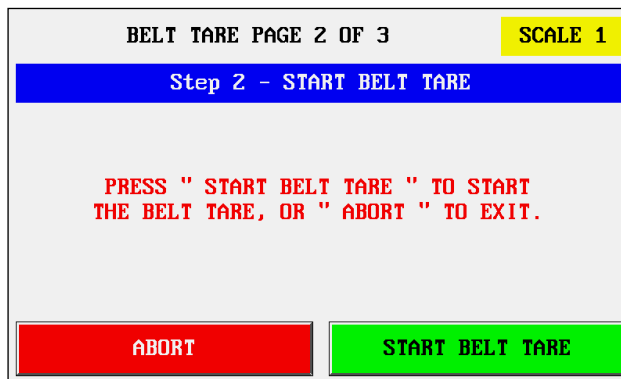 BELT TARE PAGE 2 OF 3
SCALE 1
Step 2 - START BELT TARE
PRESS " START BELT TARE " TO START
THE BELT TARE, OR " ABORT " TO EXIT.
ABORT
START BELT TARE